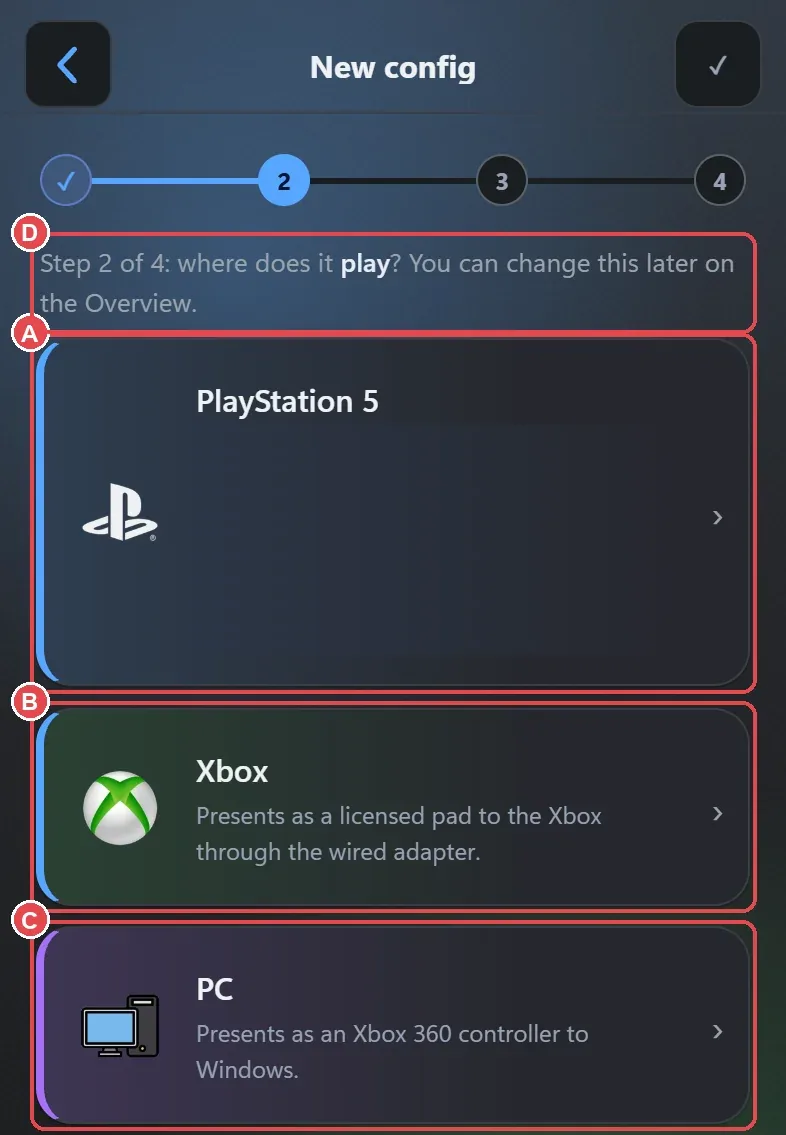 New config
✓
✓ 2 3 4
D
Step 2 of 4: where does it play? You can change this later on
the Overview.
A
PlayStation 5
B
Xbox
Presents as a licensed pad to the Xbox
through the wired adapter.
C
PC
Presents as an Xbox 360 controller to
Windows.